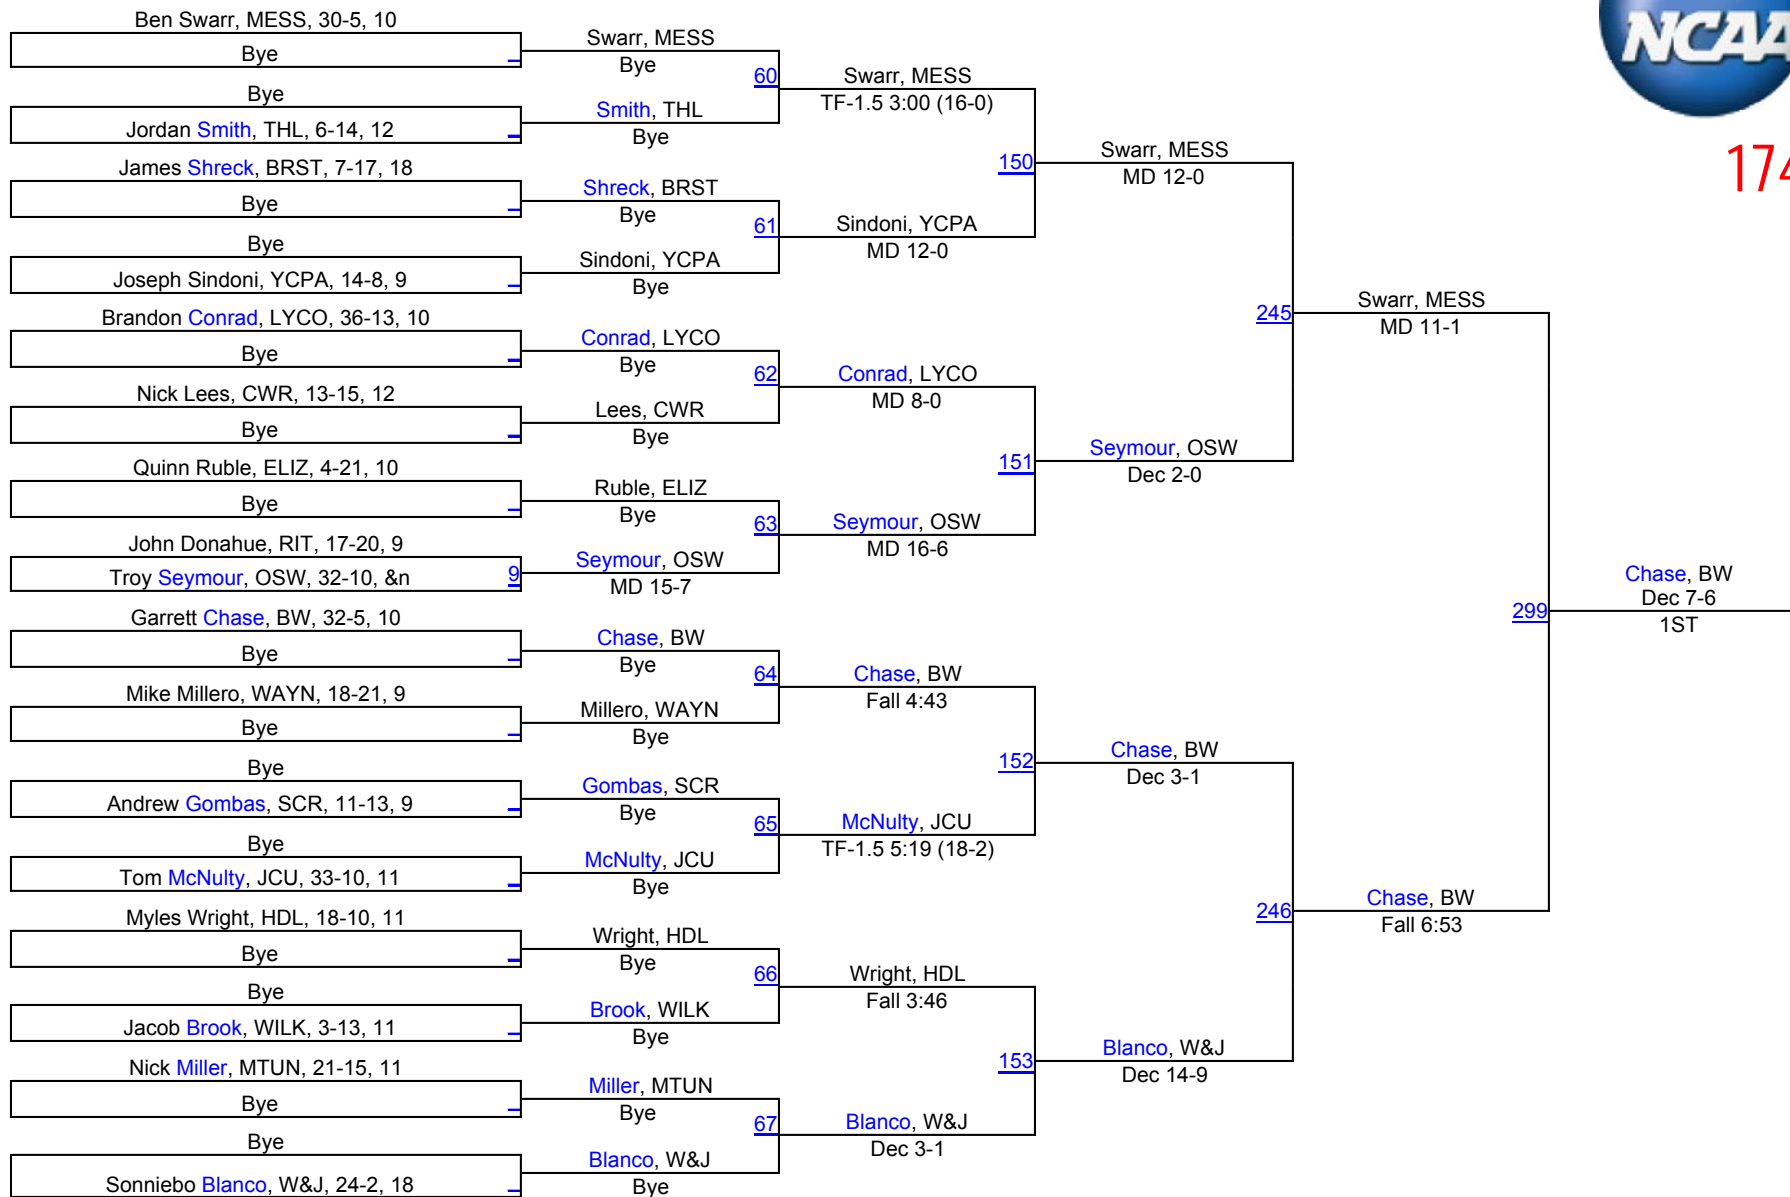 Ben Swarr, MESS, 30-5, 10
Bye
Bye
Jordan Smith, THL, 6-14, 12
James Shreck, BRST, 7-17, 18
Bye
Bye
Joseph Sindoni, YCPA, 14-8, 9
Brandon Conrad, LYCO, 36-13, 10
Bye
Nick Lees, CWR, 13-15, 12
Bye
Quinn Ruble, ELIZ, 4-21, 10
Bye
John Donahue, RIT, 17-20, 9
Troy Seymour, OSW, 32-10, &n
9
Garrett Chase, BW, 32-5, 10
Bye
Mike Millero, WAYN, 18-21, 9
Bye
Bye
Andrew Gombas, SCR, 11-13, 9
Bye
Tom McNulty, JCU, 33-10, 11
Myles Wright, HDL, 18-10, 11
Bye
Bye
Jacob Brook, WILK, 3-13, 11
Nick Miller, MTUN, 21-15, 11
Bye
Bye
Sonniebo Blanco, W&J, 24-2, 18
Swarr, MESS
Bye
60
Smith, THL
Bye
Shreck, BRST
Bye
61
Sindoni, YCPA
Bye
Conrad, LYCO
Bye
62
Lees, CWR
Bye
Ruble, ELIZ
Bye
63
Seymour, OSW
MD 15-7
Chase, BW
Bye
64
Millero, WAYN
Bye
Gombas, SCR
Bye
65
McNulty, JCU
Bye
Wright, HDL
Bye
66
Brook, WILK
Bye
Miller, MTUN
Bye
67
Blanco, W&J
Bye
Swarr, MESS
TF-1.5 3:00 (16-0)
150
Sindoni, YCPA
MD 12-0
Conrad, LYCO
MD 8-0
151
Seymour, OSW
MD 16-6
Chase, BW
Fall 4:43
152
McNulty, JCU
TF-1.5 5:19 (18-2)
Wright, HDL
Fall 3:46
153
Blanco, W&J
Dec 3-1
Swarr, MESS
MD 12-0
245
Seymour, OSW
Dec 2-0
Chase, BW
Dec 3-1
246
Blanco, W&J
Dec 14-9
Swarr, MESS
MD 11-1
299
Chase, BW
Fall 6:53
Chase, BW
Dec 7-6
1ST
NCAA
174